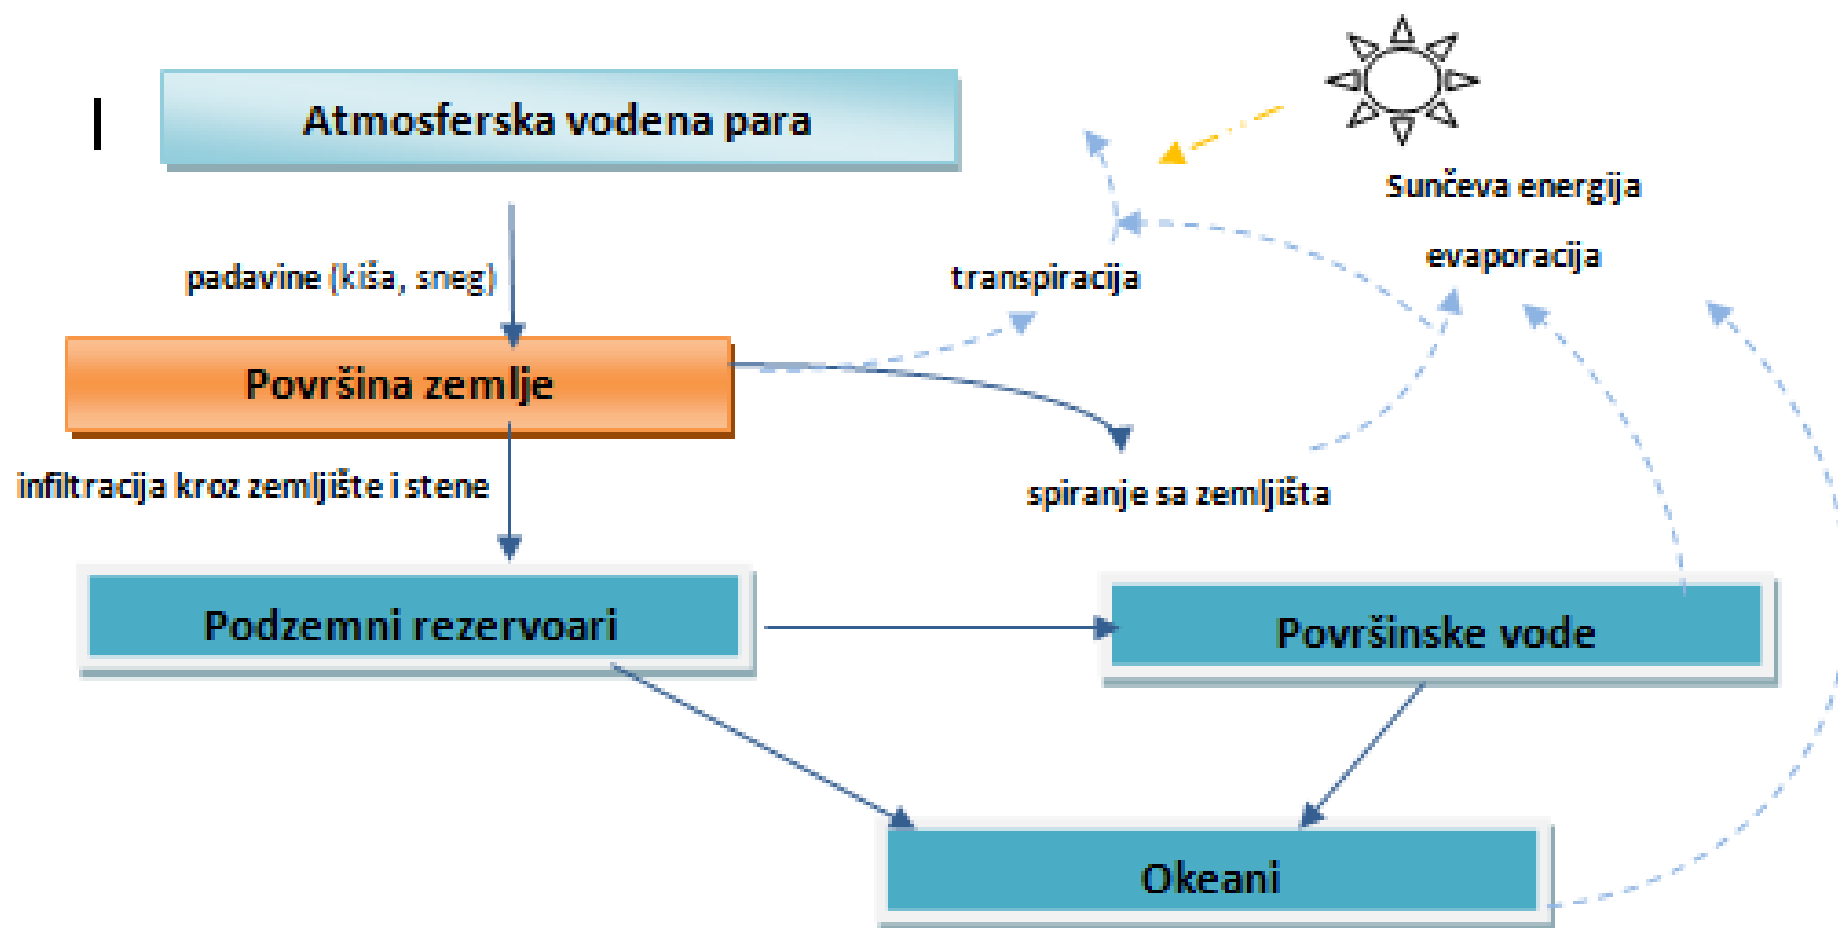 Atmosferska vodena para
Sunčeva energija
evaporacija
padavine (kiša, sneg)
transpiracija
Površina zemlje
infiltracija kroz zemljište i stene
spiranje sa zemljišta
Podzemni rezervoari
Površinske vode
Okeani